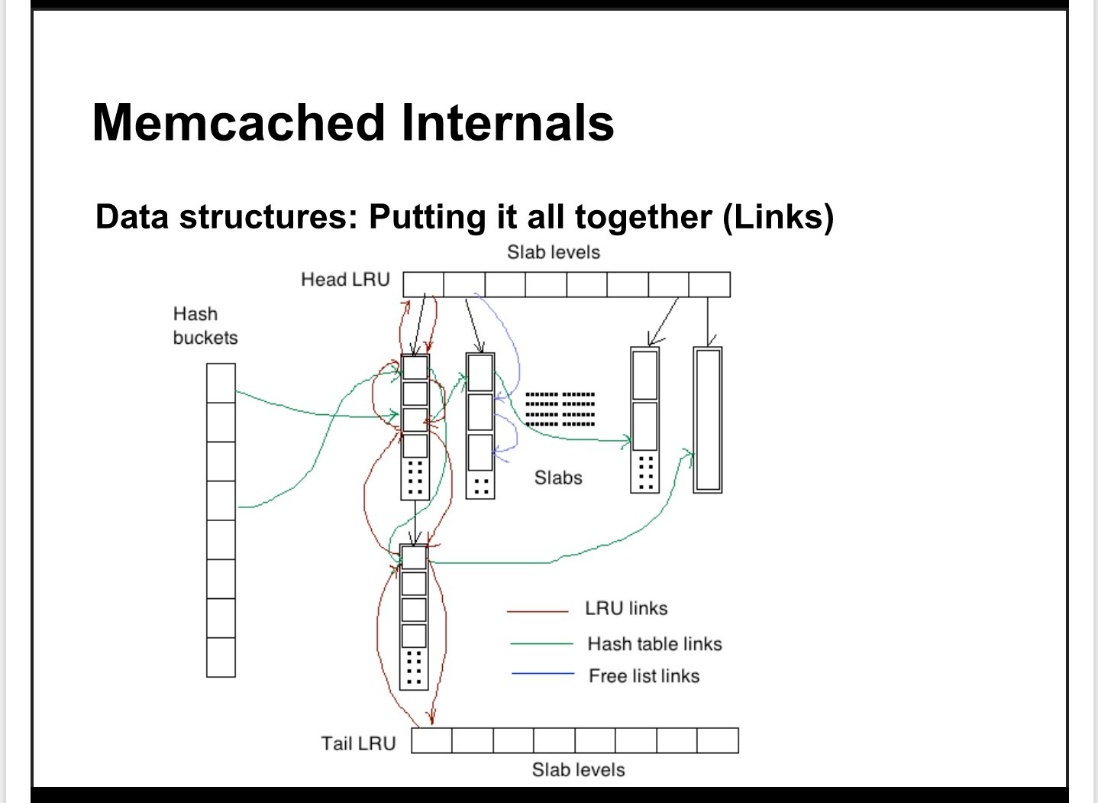 Memcached Internals
Data structures: Putting it all together (Links)
Slab levels
Head LRU
Hash
buckets
Slabs
LRU links
Hash table links
Free list links
Tail LRU
Slab levels